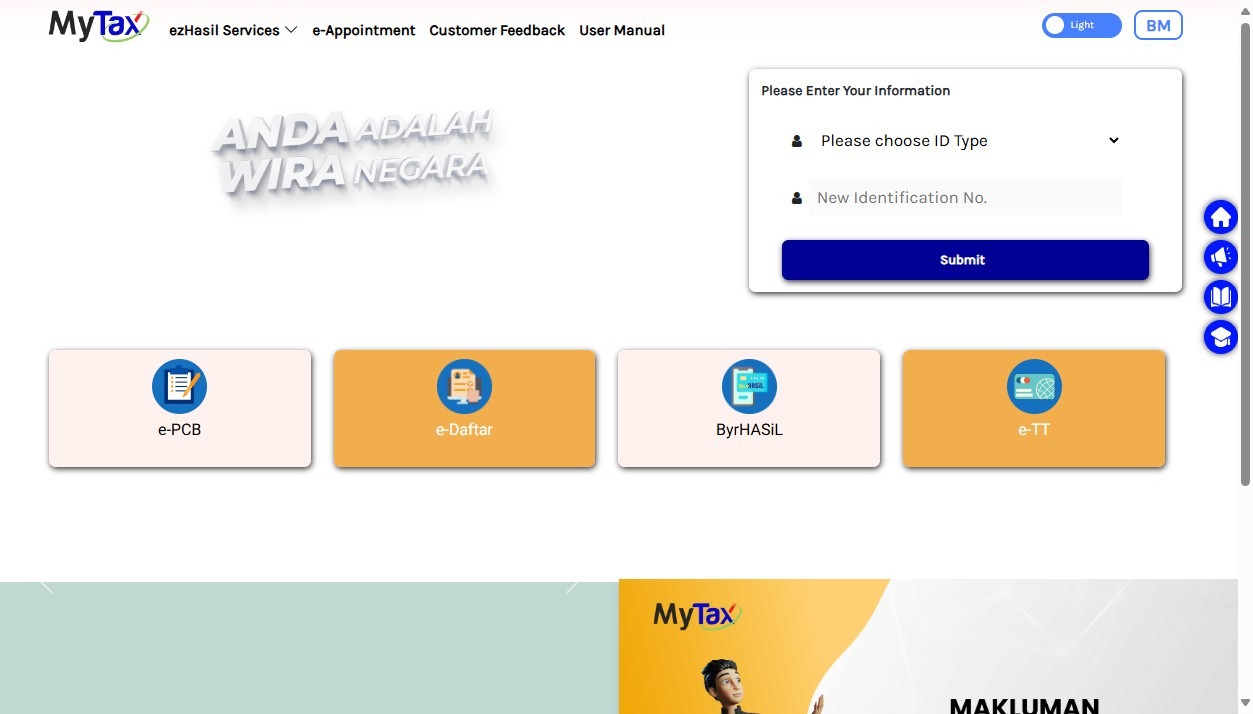 MyTax
ezHasil Services
e-Appointment
Customer Feedback
User Manual
Light
BM
ANDA ADALAH
WIRA NEGARA
Please Enter Your Information
Please choose ID Type
New Identification No.
Submit
e-PCB
e-Daftar
ByrHASiL
e-TT
MyTax
MAKLUMAN